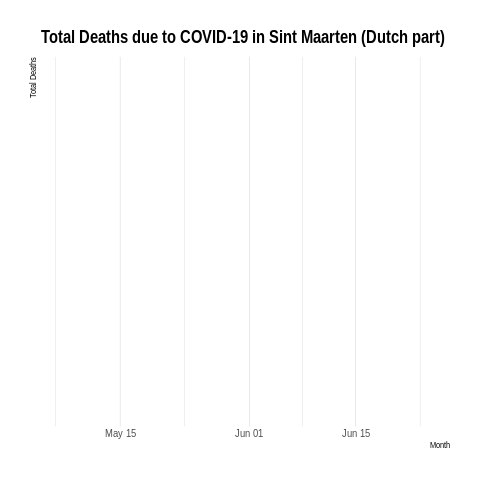 Total Deaths due to COVID-19 in Sint Maarten (Dutch part)
Total Deaths
May 15
Jun 01
Jun 15
Month